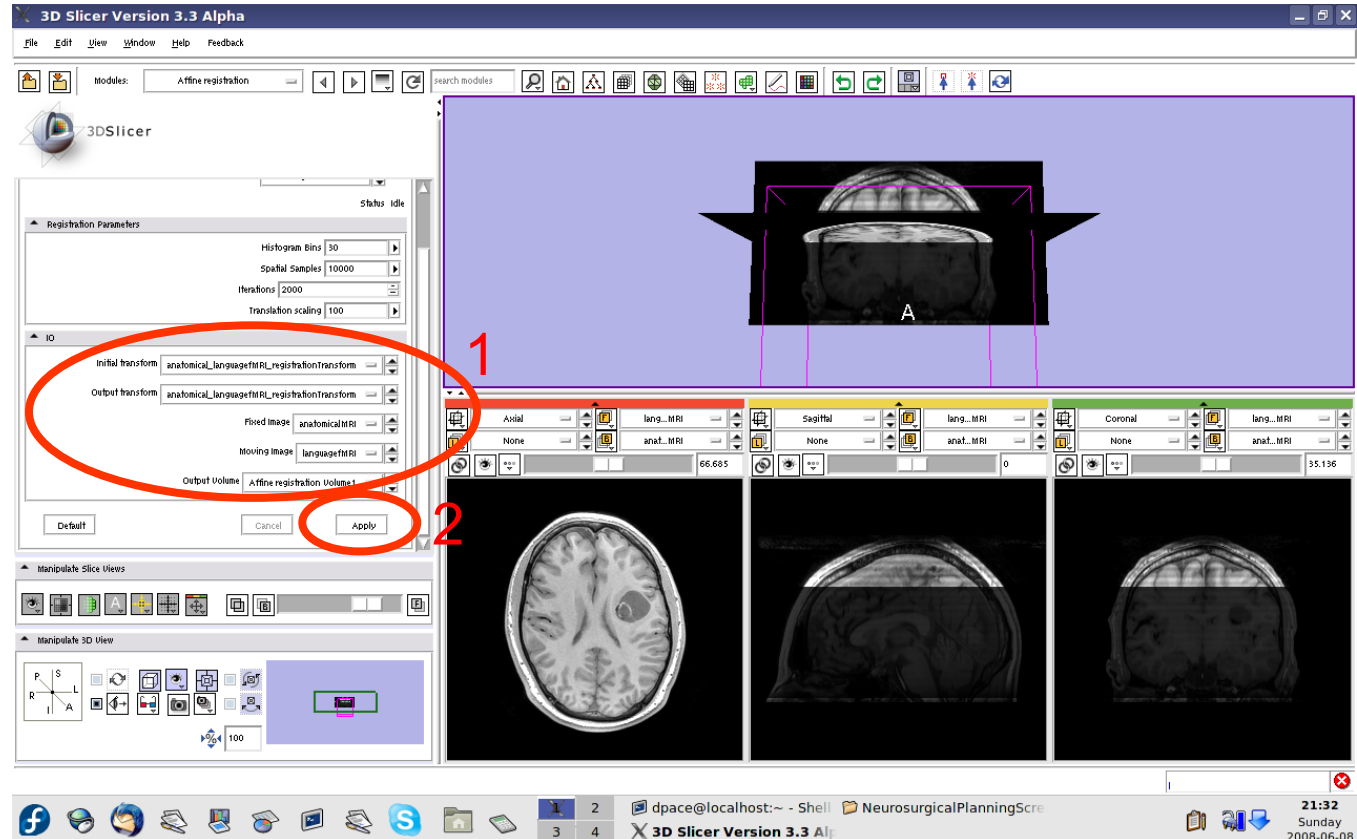 3D Slicer Version 3.3 Alpha
File Edit View Window Help Feedback
Modules: Affine registration search modules
3DSlicer
Status Idle
Registration Parameters
Histogram Bins 30
Spatial Samples 10000
Iterations 2000
Translation scaling 100
IO
Initial transform anatomical_languagefMRI_registrationTransform
Output transform anatomical_languagefMRI_registrationTransform
Fixed Image anatomicalMRI
Moving Image languagefMRI
Output Volume Affine registration Volume1
Default Cancel Apply
1
2
Manipulate Slice Views
Manipulate 3D View
P S
R L
I A
100
A
Axial lang...MRI
None anat...MRI
66.685
Sagittal lang...MRI
None anat...MRI
0
Coronal lang...MRI
None anat...MRI
35.136
1 2
3 4
dpace@localhost:~ - Shell
NeurosurgicalPlanningScre
3D Slicer Version 3.3 Alp
21:32
Sunday
2008-06-08